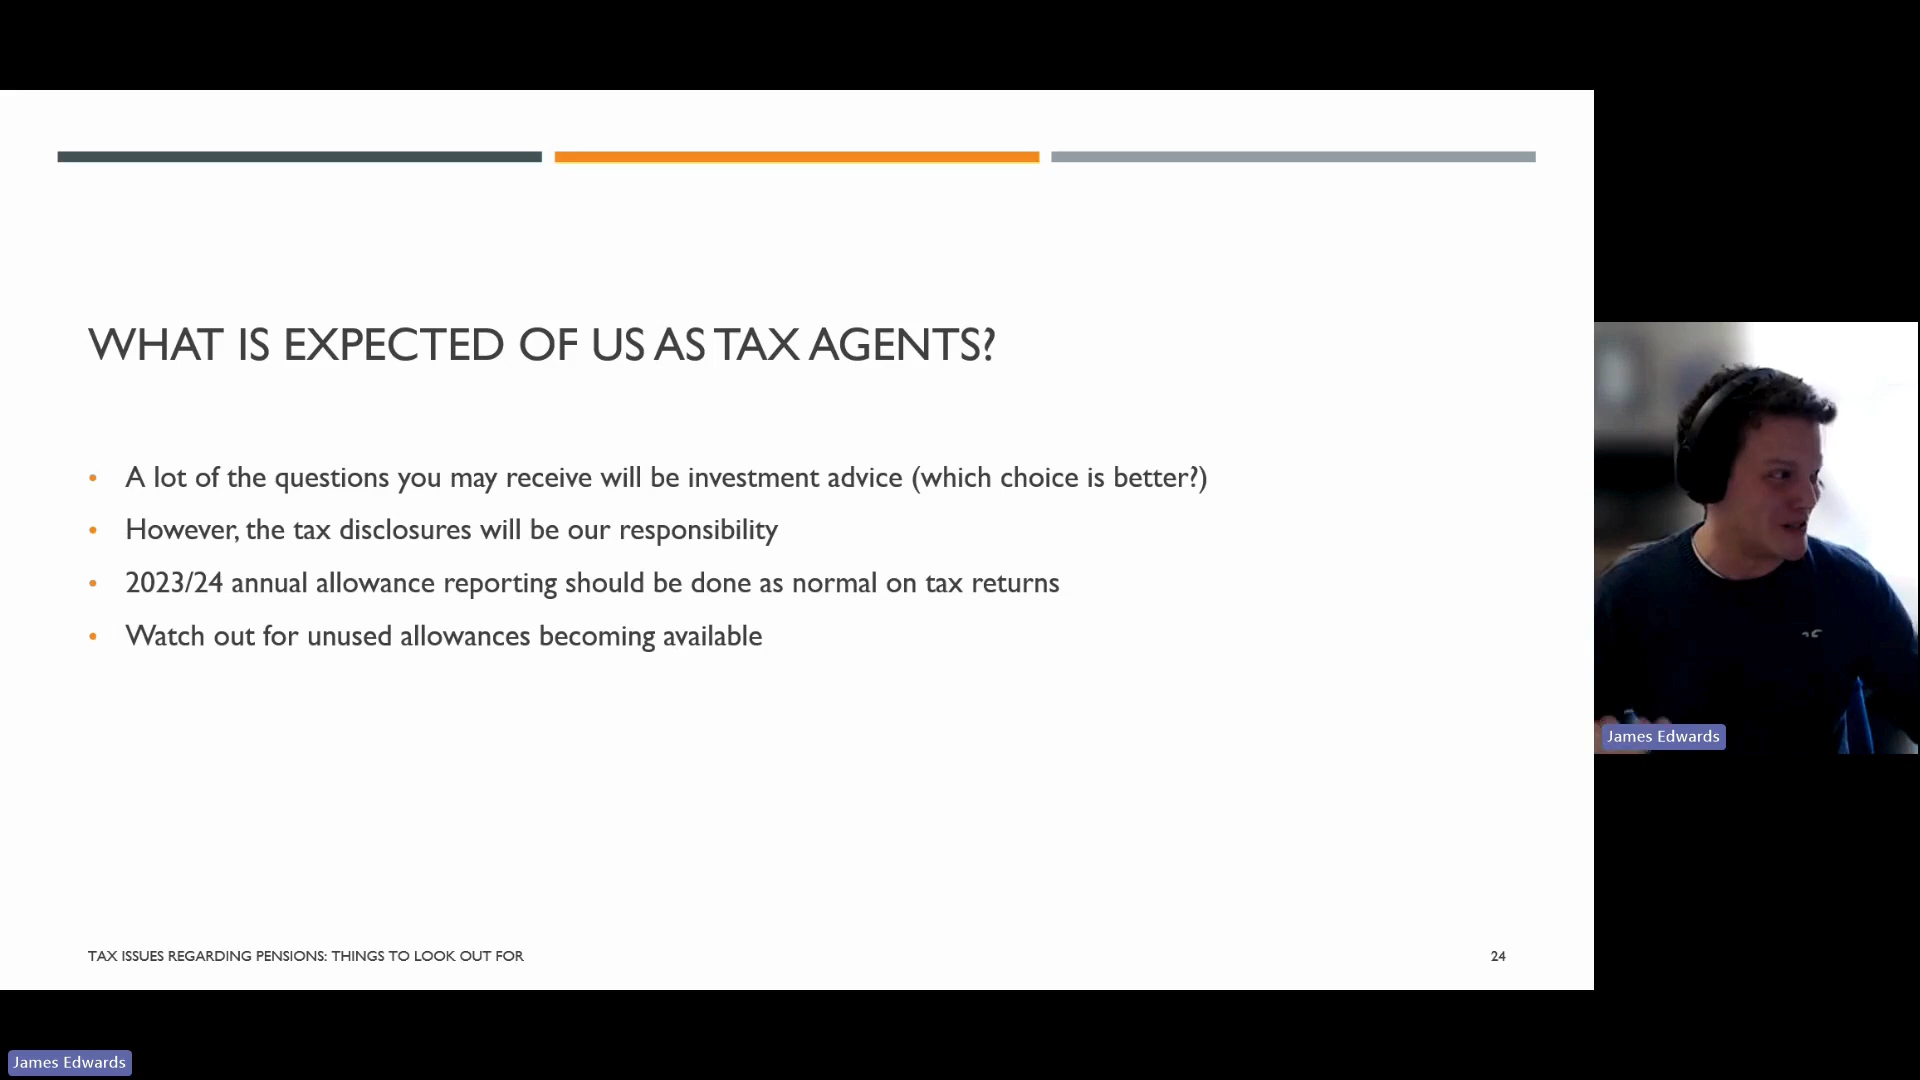 WHAT IS EXPECTED OF US AS TAX AGENTS?
• A lot of the questions you may receive will be investment advice (which choice is better?)
• However, the tax disclosures will be our responsibility
• 2023/24 annual allowance reporting should be done as normal on tax returns
• Watch out for unused allowances becoming available
TAX ISSUES REGARDING PENSIONS: THINGS TO LOOK OUT FOR
24
James Edwards
James Edwards